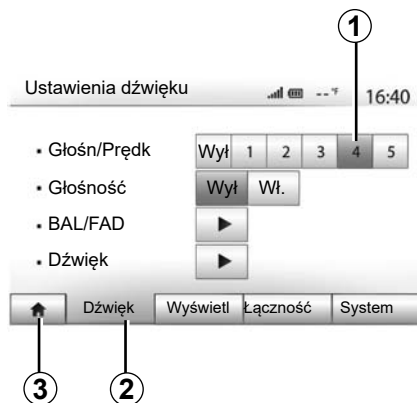 1
Ustawienia dźwięku --°F 16:40
Głośn/Prędk Wył 1 2 3 4 5
Głośność Wył Wł.
BAL/FAD
Dźwięk
Dźwięk Wyświetl Łączność System
3 2